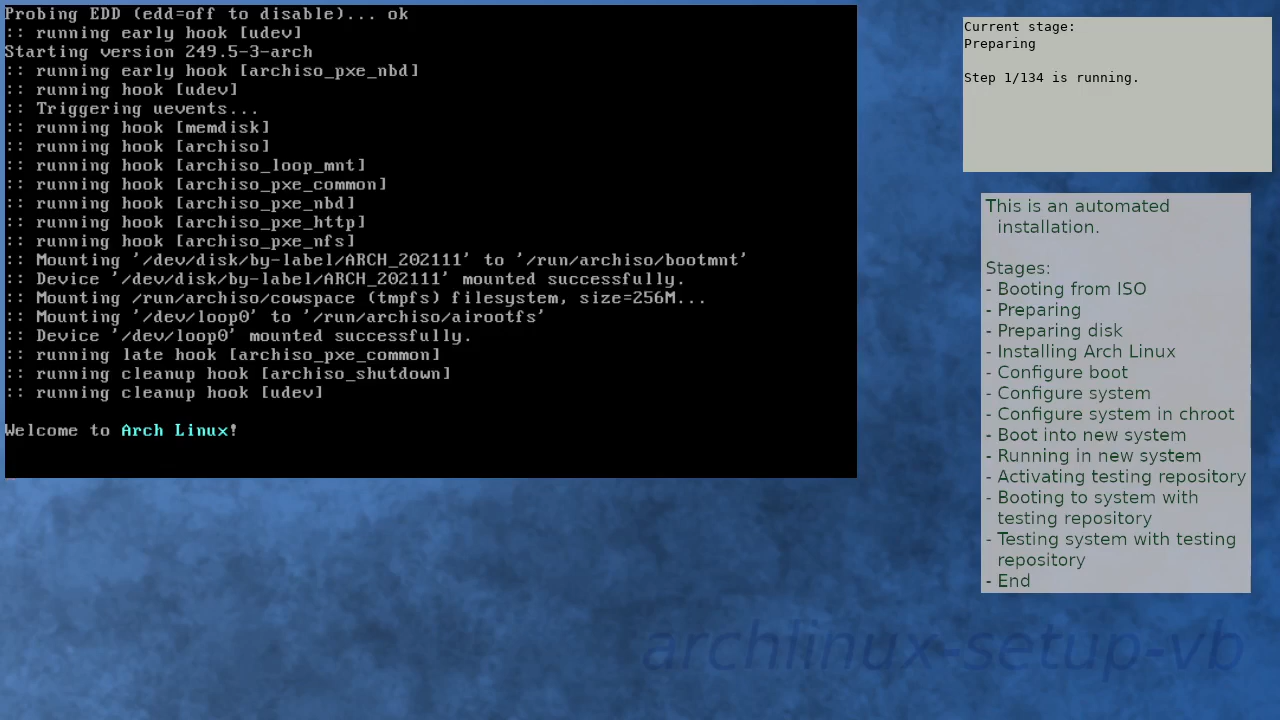 Probing EDD (edd=off to disable)... ok
:: running early hook [udev]
Starting version 249.5-3-arch
:: running early hook [archiso_pxe_nbd]
:: running hook [udev]
:: Triggering uevents...
:: running hook [memdisk]
:: running hook [archiso]
:: running hook [archiso_loop_mnt]
:: running hook [archiso_pxe_common]
:: running hook [archiso_pxe_nbd]
:: running hook [archiso_pxe_http]
:: running hook [archiso_pxe_nfs]
:: Mounting '/dev/disk/by-label/ARCH_202111' to '/run/archiso/bootmnt'
:: Device '/dev/disk/by-label/ARCH_202111' mounted successfully.
:: Mounting /run/archiso/cowspace (tmpfs) filesystem, size=256M...
:: Mounting '/dev/loop0' to '/run/archiso/airootfs'
:: Device '/dev/loop0' mounted successfully.
:: running late hook [archiso_pxe_common]
:: running cleanup hook [archiso_shutdown]
:: running cleanup hook [udev]
Welcome to Arch Linux!
Current stage:
Preparing
Step 1/134 is running.
This is an automated
installation.
Stages:
- Booting from ISO
- Preparing
- Preparing disk
- Installing Arch Linux
- Configure boot
- Configure system
- Configure system in chroot
- Boot into new system
- Running in new system
- Activating testing repository
- Booting to system with
testing repository
- Testing system with testing
repository
- End
archlinux-setup-vb